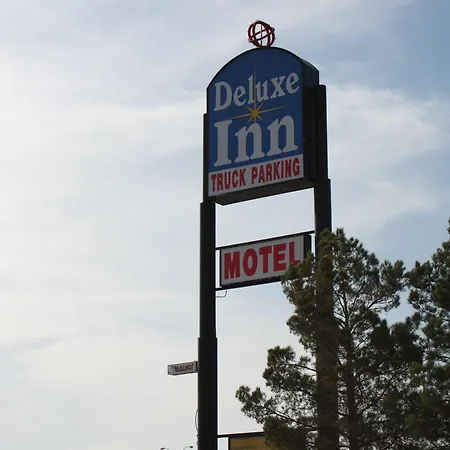 Deluxe
Inn
TRUCK PARKING
MOTEL